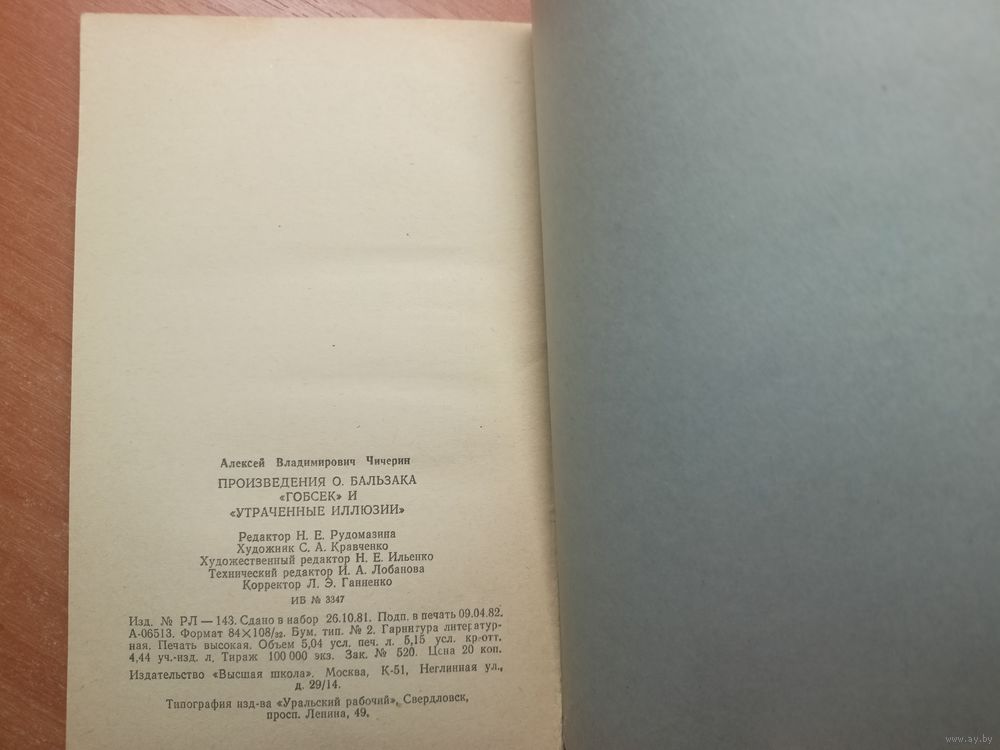 Алексей Владимирович Чичерин
ПРОИЗВЕДЕНИЯ О. БАЛЬЗАКА
«ГОБСЕК» И
«УТРАЧЕННЫЕ ИЛЛЮЗИИ»
Редактор Н. Е. Рудомазина
Художник С. А. Кравченко
Художественный редактор Н. Е. Ильенко
Технический редактор И. А. Лобанова
Корректор Л. Э. Ганненко
ИБ № 3347
Изд. № РЛ — 143. Сдано в набор 26.10.81. Подп. в печать 09.04.82.
А-06513. Формат 84×108/32. Бум. тип. № 2. Гарнитура литератур-
ная. Печать высокая. Объем 5,04 усл. печ. л. 5,15 усл. кр-отт.
4,44 уч.-изд. л. Тираж 100 000 экз. Зак. № 520. Цена 20 коп.
Издательство «Высшая школа». Москва, К-51, Неглинная ул.,
д. 29/14.
Типография изд-ва «Уральский рабочий», Свердловск,
просп. Ленина, 49.
www.ay.by